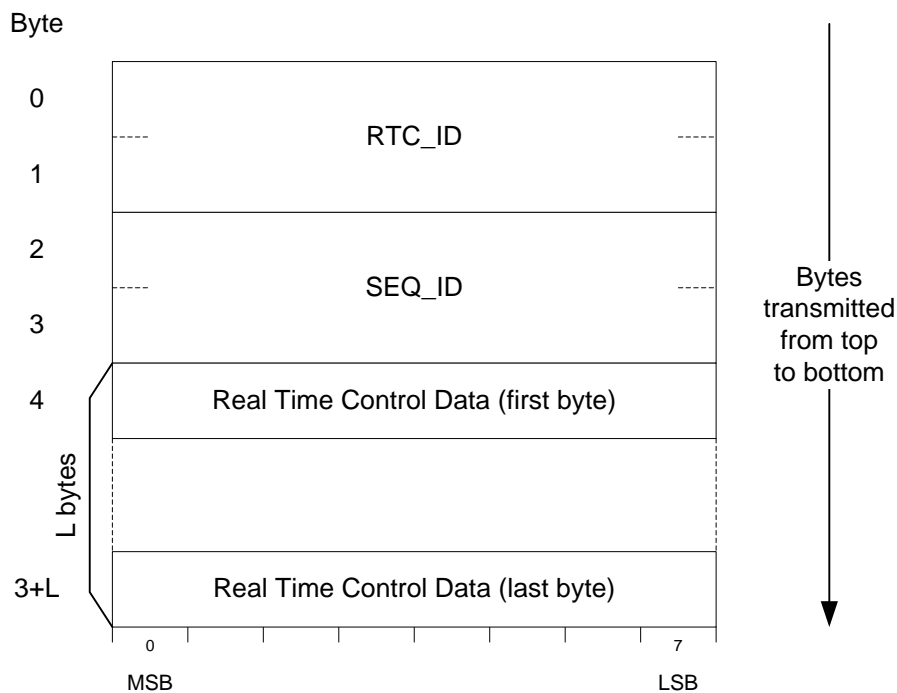 Byte
0
RTC_ID
1
2
SEQ_ID
3
4
Real Time Control Data (first byte)
L bytes
3+L
Real Time Control Data (last byte)
0
7
MSB
LSB
Bytes
transmitted
from top
to bottom